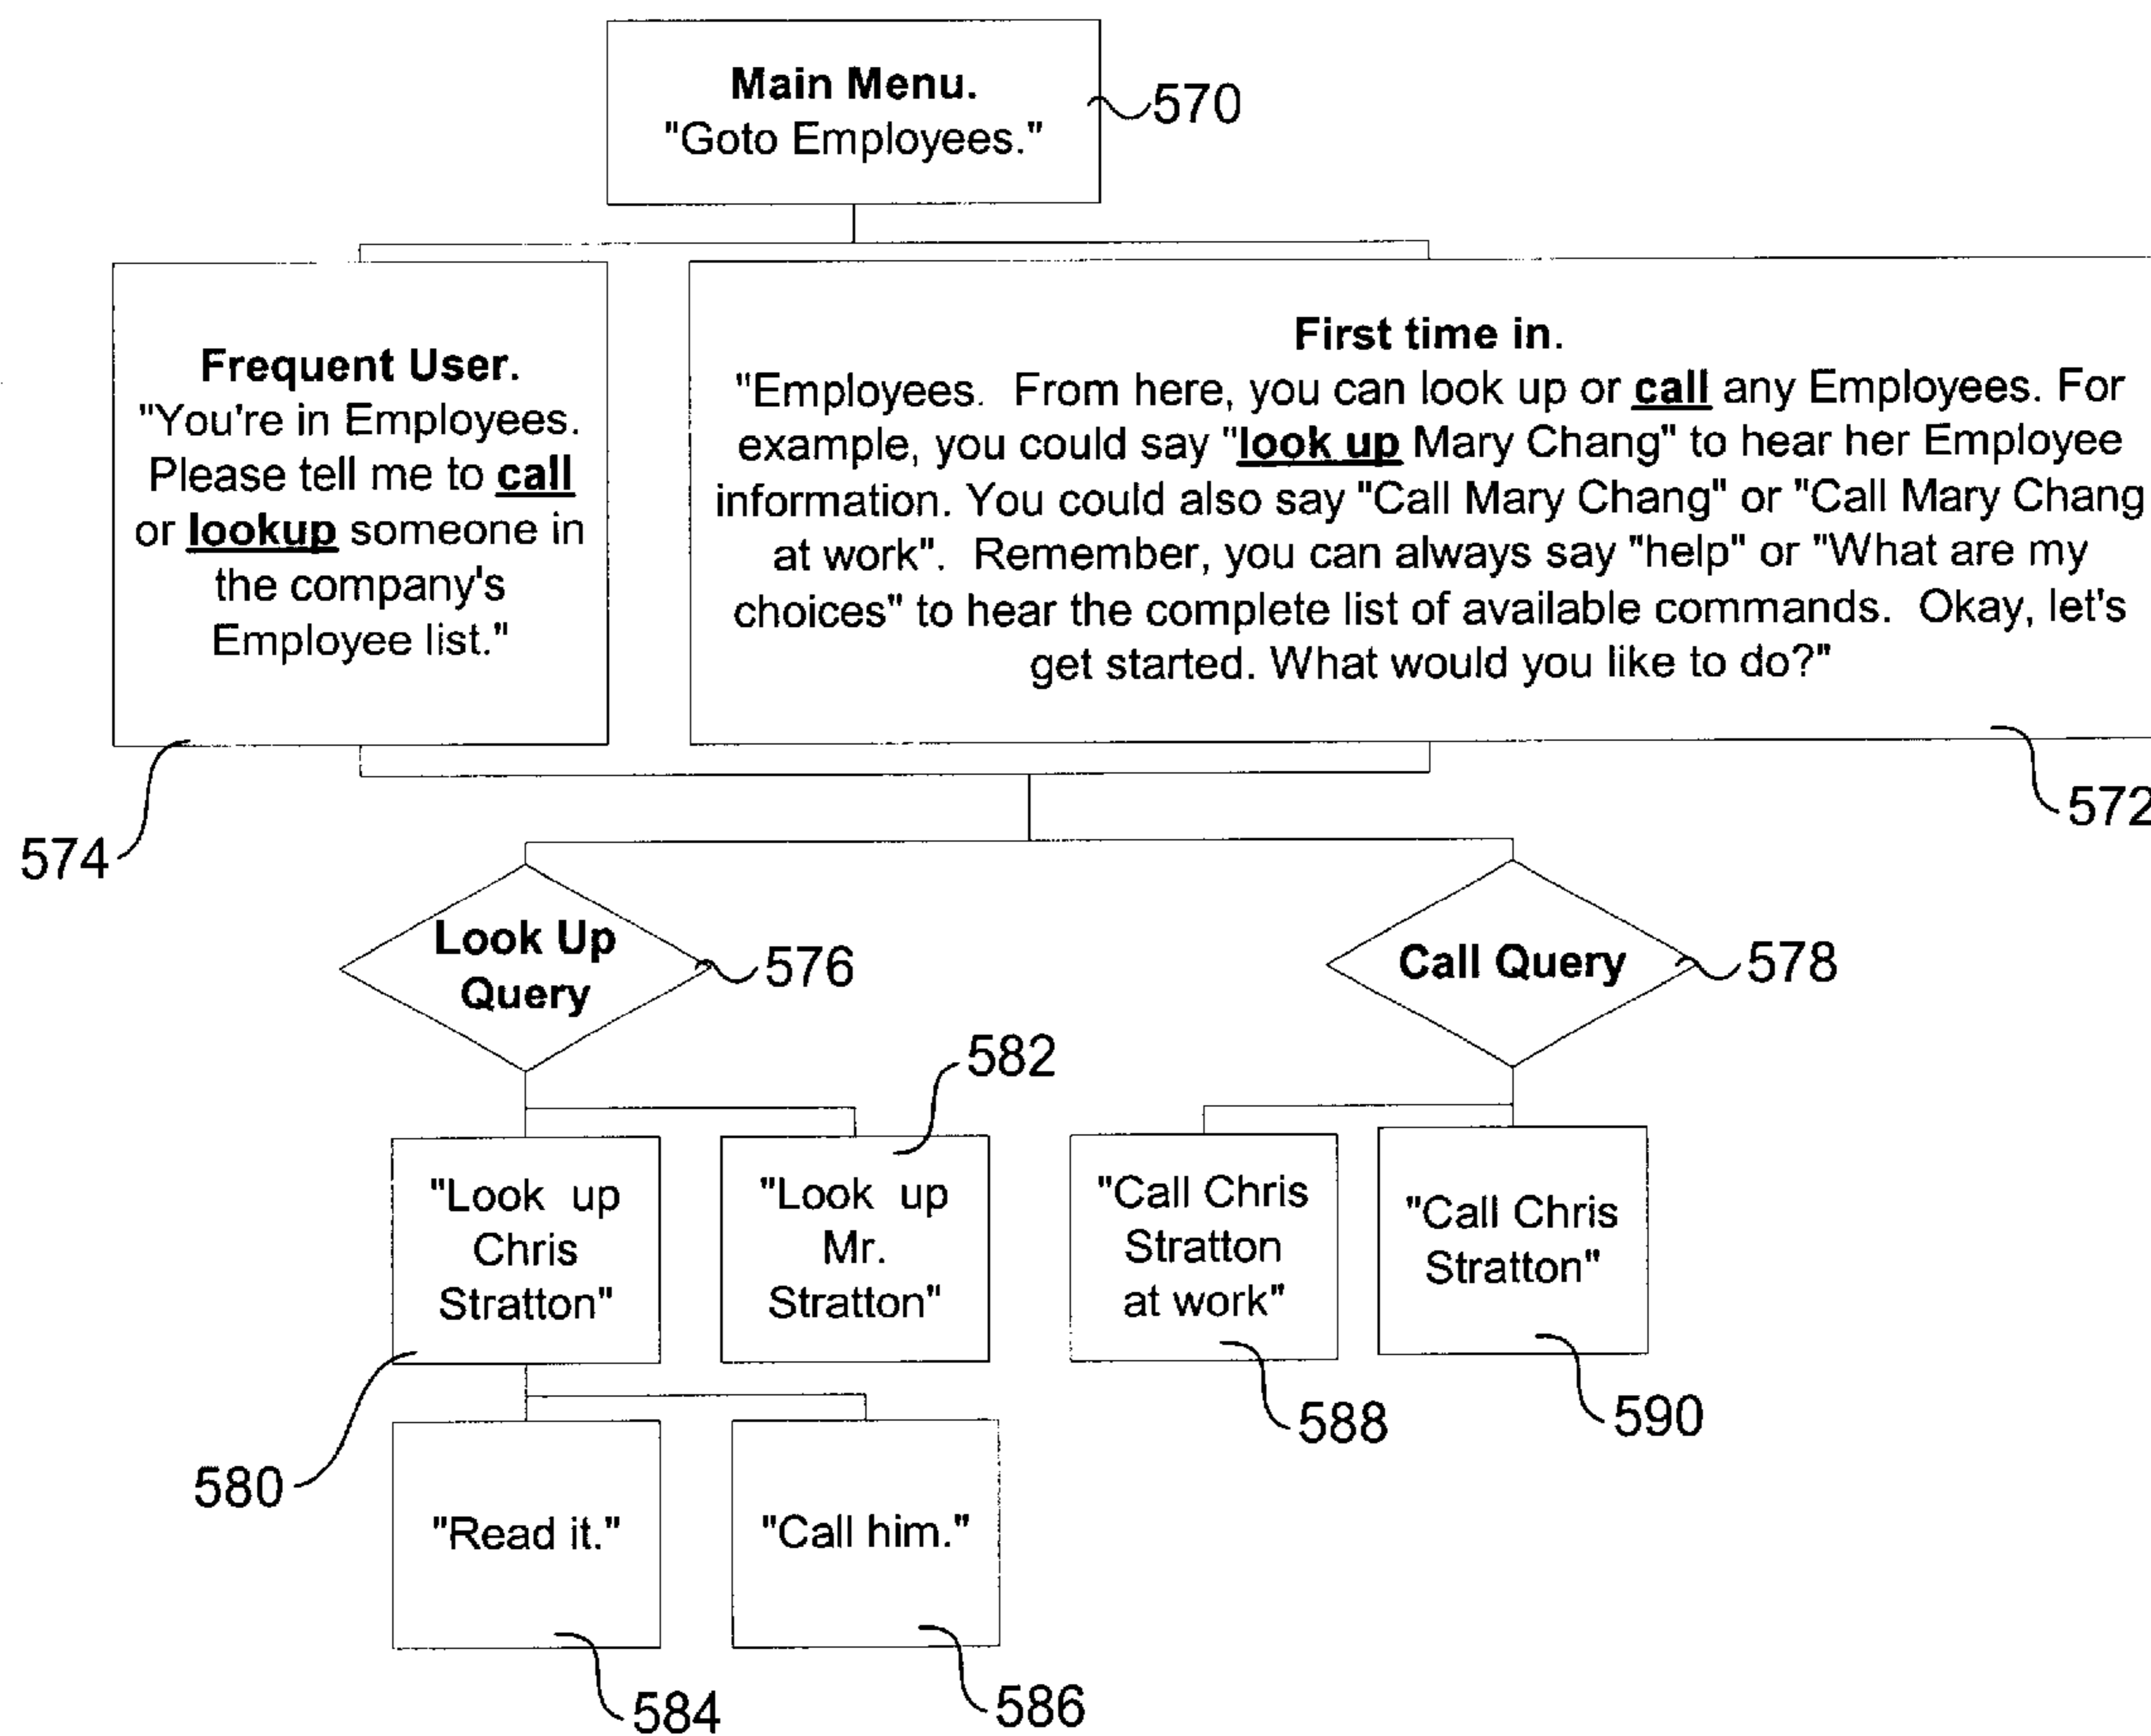 Main Menu.
"Goto Employees."
570
Frequent User.
"You're in Employees.
Please tell me to call
or lookup someone in
the company's
Employee list."
574
First time in.
"Employees.  From here, you can look up or call any Employees. For
example, you could say "look up Mary Chang" to hear her Employee
information. You could also say "Call Mary Chang" or "Call Mary Chang
at work".  Remember, you can always say "help" or "What are my
choices" to hear the complete list of available commands.  Okay, let's
get started. What would you like to do?"
572
Look Up
Query
576
Call Query
578
"Look  up
Chris
Stratton"
580
"Look  up
Mr.
Stratton"
582
"Call Chris
Stratton
at work"
588
"Call Chris
Stratton"
590
"Read it."
584
"Call him."
586